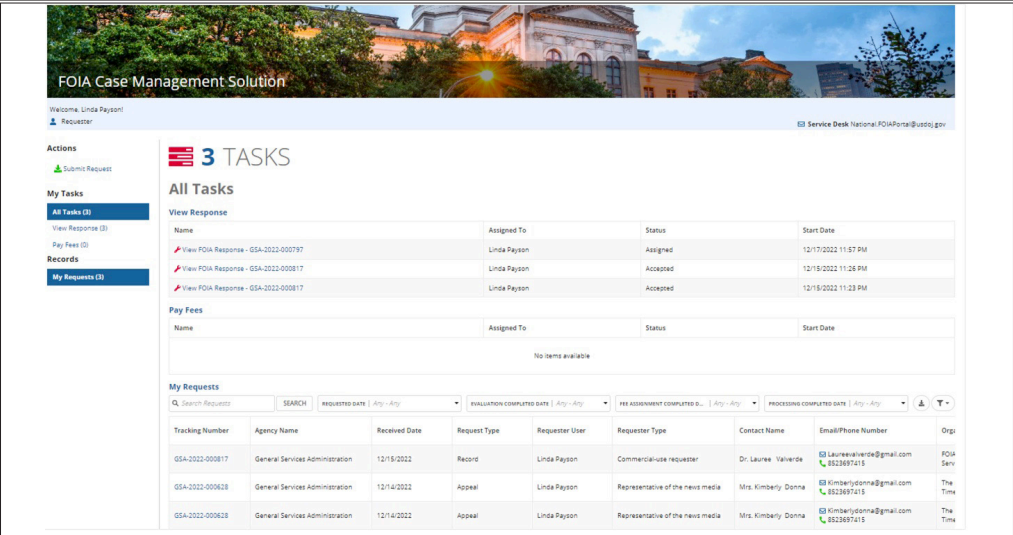 FOIA Case Management Solution
Welcome, Linda Payson!
Requester
Service Desk National.FOIAPortal@usdoj.gov
Actions
Submit Request
My Tasks
All Tasks (3)
View Response (3)
Pay Fees (0)
Records
My Requests (3)
3 TASKS
All Tasks
View Response
Name Assigned To Status Start Date
View FOIA Response - GSA-2022-000797 Linda Payson Assigned 12/17/2022 11:57 PM
View FOIA Response - GSA-2022-000817 Linda Payson Accepted 12/15/2022 11:26 PM
View FOIA Response - GSA-2022-000817 Linda Payson Accepted 12/15/2022 11:23 PM
Pay Fees
Name Assigned To Status Start Date
No items available
My Requests
Search Requests SEARCH REQUESTED DATE | Any - Any EVALUATION COMPLETED DATE | Any - Any FEE ASSIGNMENT COMPLETED D... | Any - Any PROCESSING COMPLETED DATE | Any - Any
Tracking Number Agency Name Received Date Request Type Requester User Requester Type Contact Name Email/Phone Number Orga
GSA-2022-000817 General Services Administration 12/15/2022 Record Linda Payson Commercial-use requester Dr. Lauree Valverde Laureevalverde@gmail.com FOIA
8523697415 Servi
GSA-2022-000628 General Services Administration 12/14/2022 Appeal Linda Payson Representative of the news media Mrs. Kimberly Donna Kimberlydonna@gmail.com The
8523697415 Time
GSA-2022-000628 General Services Administration 12/14/2022 Appeal Linda Payson Representative of the news media Mrs. Kimberly Donna Kimberlydonna@gmail.com The
8523697415 Time